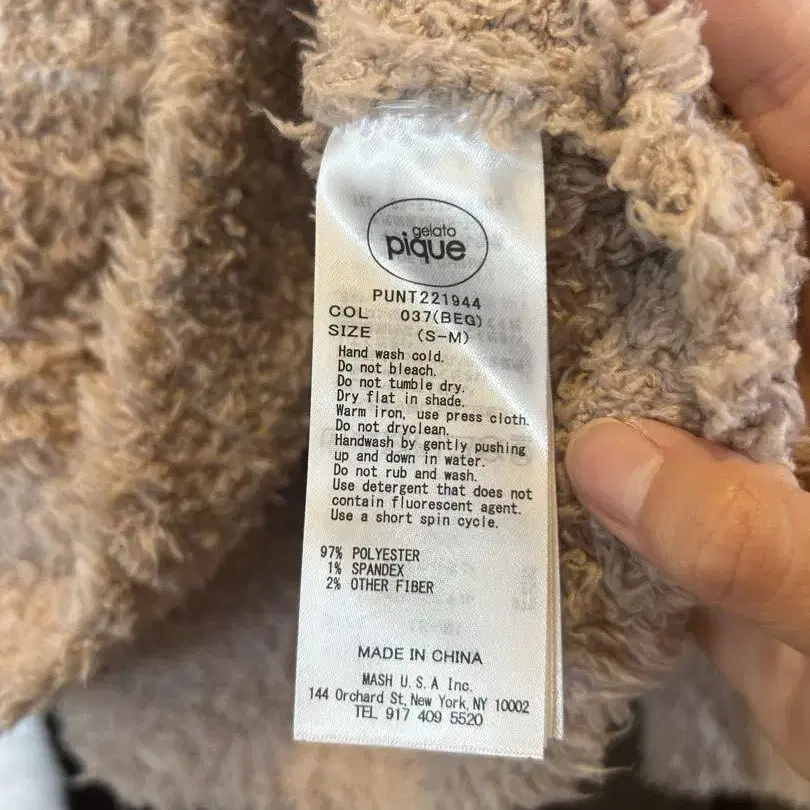 gelato
pique
PUNT221944
COL 037(BEG)
SIZE (S-M)
Hand wash cold.
Do not bleach.
Do not tumble dry.
Dry flat in shade.
Warm iron, use press cloth.
Do not dryclean.
Handwash by gently pushing
up and down in water.
Do not rub and wash.
Use detergent that does not
contain fluorescent agent.
Use a short spin cycle.
97% POLYESTER
1% SPANDEX
2% OTHER FIBER
MADE IN CHINA
MASH U.S.A Inc.
144 Orchard St, New York, NY 10002
TEL 917 409 5520